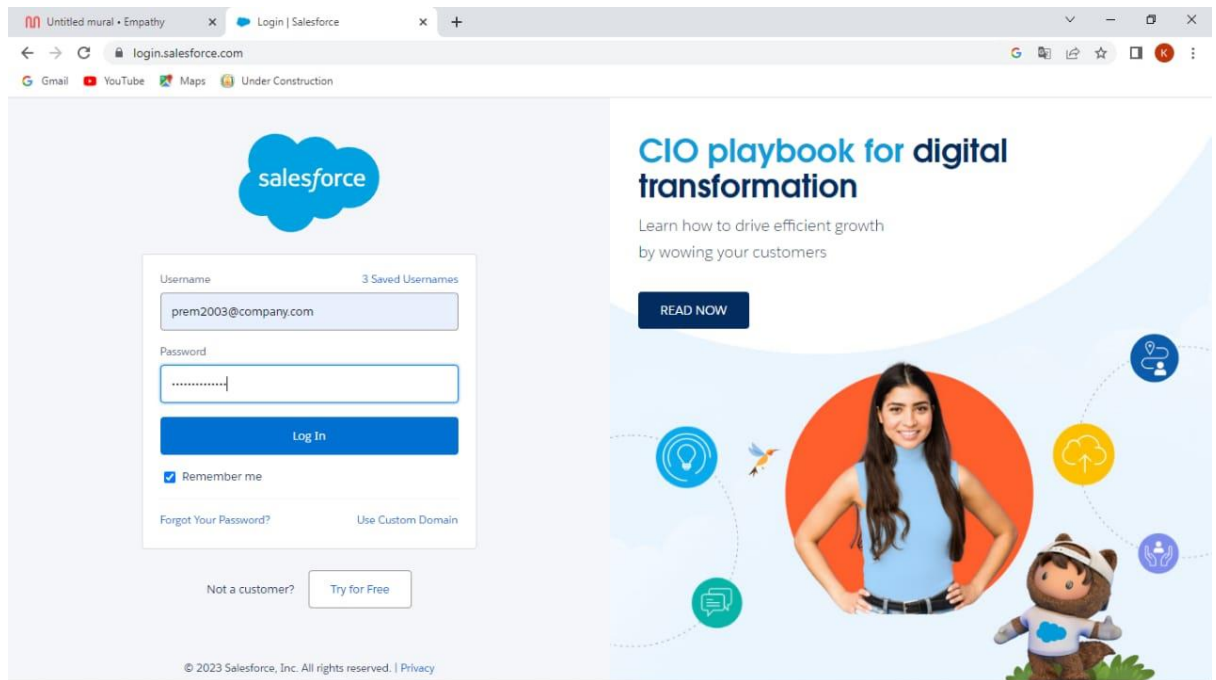 Untitled mural • Empathy
Login | Salesforce
login.salesforce.com
K
Gmail YouTube Maps Under Construction
salesforce
Username 3 Saved Usernames
prem2003@company.com
Password
••••••••••••••
Log In
Remember me
Forgot Your Password? Use Custom Domain
Not a customer? Try for Free
© 2023 Salesforce, Inc. All rights reserved. | Privacy
CIO playbook for digital
transformation
Learn how to drive efficient growth
by wowing your customers
READ NOW